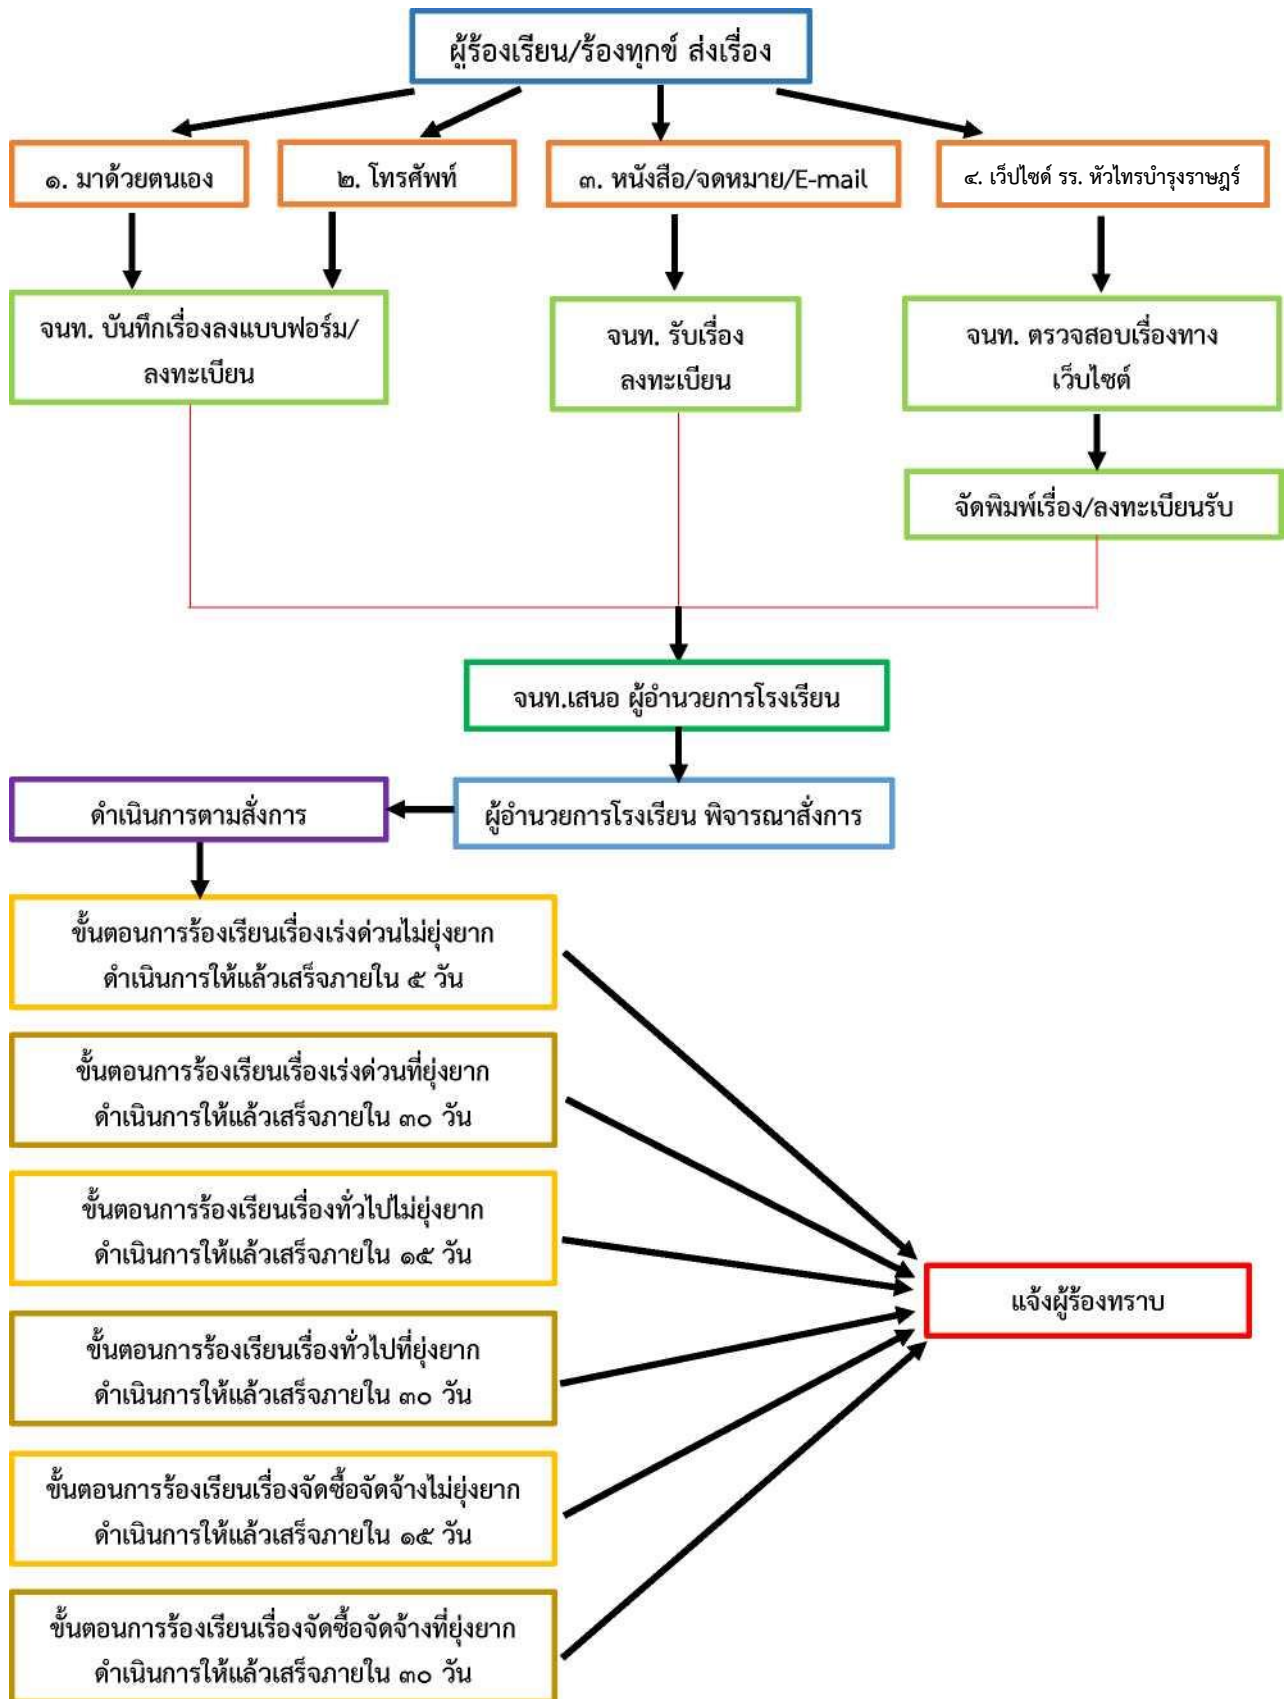 ผู้ร้องเรียน/ร้องทุกข์ ส่งเรื่อง
๑. มาด้วยตนเอง
๒. โทรศัพท์
๓. หนังสือ/จดหมาย/E-mail
๔. เว็ปไซด์ รร. หัวไทรบำรุงราษฎร์
จนท. บันทึกเรื่องลงแบบฟอร์ม/
ลงทะเบียน
จนท. รับเรื่อง
ลงทะเบียน
จนท. ตรวจสอบเรื่องทาง
เว็บไซต์
จัดพิมพ์เรื่อง/ลงทะเบียนรับ
จนท.เสนอ ผู้อำนวยการโรงเรียน
ผู้อำนวยการโรงเรียน พิจารณาสั่งการ
ดำเนินการตามสั่งการ
ขั้นตอนการร้องเรียนเรื่องเร่งด่วนไม่ยุ่งยาก
ดำเนินการให้แล้วเสร็จภายใน ๕ วัน
ขั้นตอนการร้องเรียนเรื่องเร่งด่วนที่ยุ่งยาก
ดำเนินการให้แล้วเสร็จภายใน ๓๐ วัน
ขั้นตอนการร้องเรียนเรื่องทั่วไปไม่ยุ่งยาก
ดำเนินการให้แล้วเสร็จภายใน ๑๕ วัน
ขั้นตอนการร้องเรียนเรื่องทั่วไปที่ยุ่งยาก
ดำเนินการให้แล้วเสร็จภายใน ๓๐ วัน
ขั้นตอนการร้องเรียนเรื่องจัดซื้อจัดจ้างไม่ยุ่งยาก
ดำเนินการให้แล้วเสร็จภายใน ๑๕ วัน
ขั้นตอนการร้องเรียนเรื่องจัดซื้อจัดจ้างที่ยุ่งยาก
ดำเนินการให้แล้วเสร็จภายใน ๓๐ วัน
แจ้งผู้ร้องทราบ